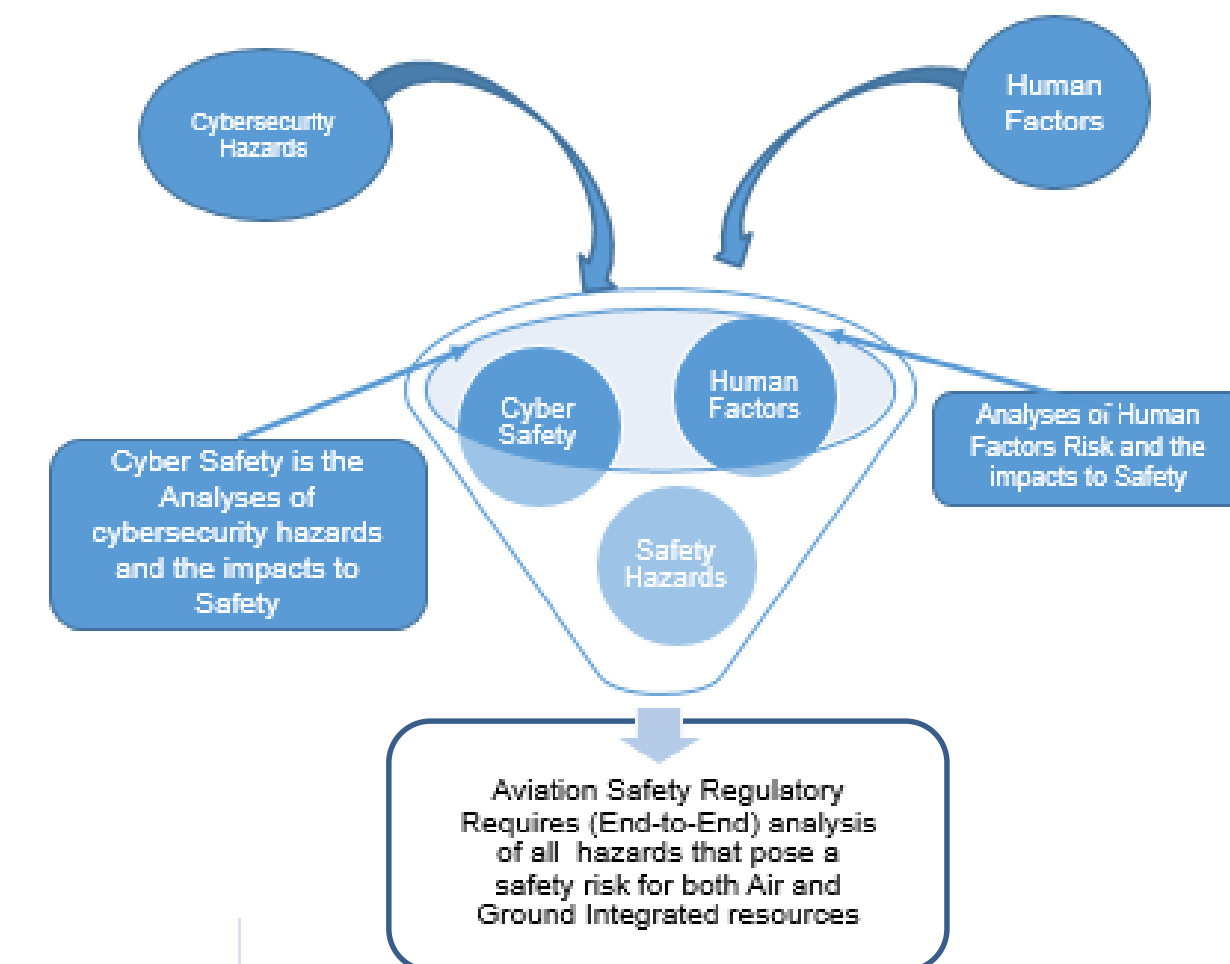 Cybersecurity
Hazards
Human
Factors
Cyber
Safety
Human
Factors
Safety
Hazards
Cyber Safety is the
Analyses of
cybersecurity hazards
and the impacts to
Safety
Analyses of Human
Factors Risk and the
impacts to Safety
Aviation Safety Regulatory
Requires (End-to-End) analysis
of all hazards that pose a
safety risk for both Air and
Ground Integrated resources